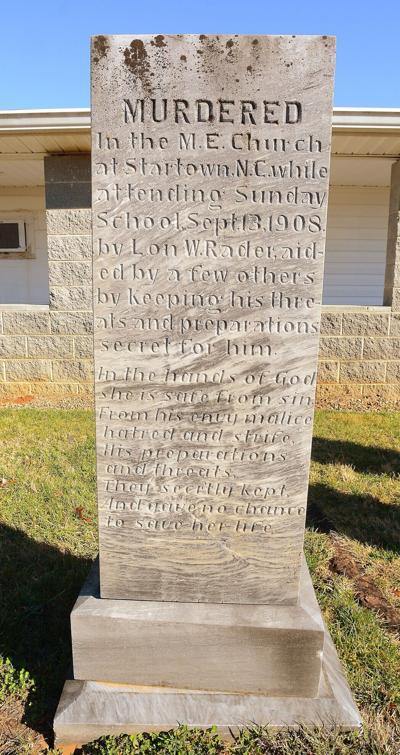 MURDERED
In the M.E. Church
at Startown, N.C. while
attending Sunday
School, Sept. 13, 1908.
by Lon W. Rader, aid-
ed by a few others
by keeping his thre-
ats and preparations
secret for him.
In the hands of God
she is safe from sin.
From his envy malice
hatred and strife.
His preparations
and threats.
They secrtly kept.
And gave no chance
to save her life.